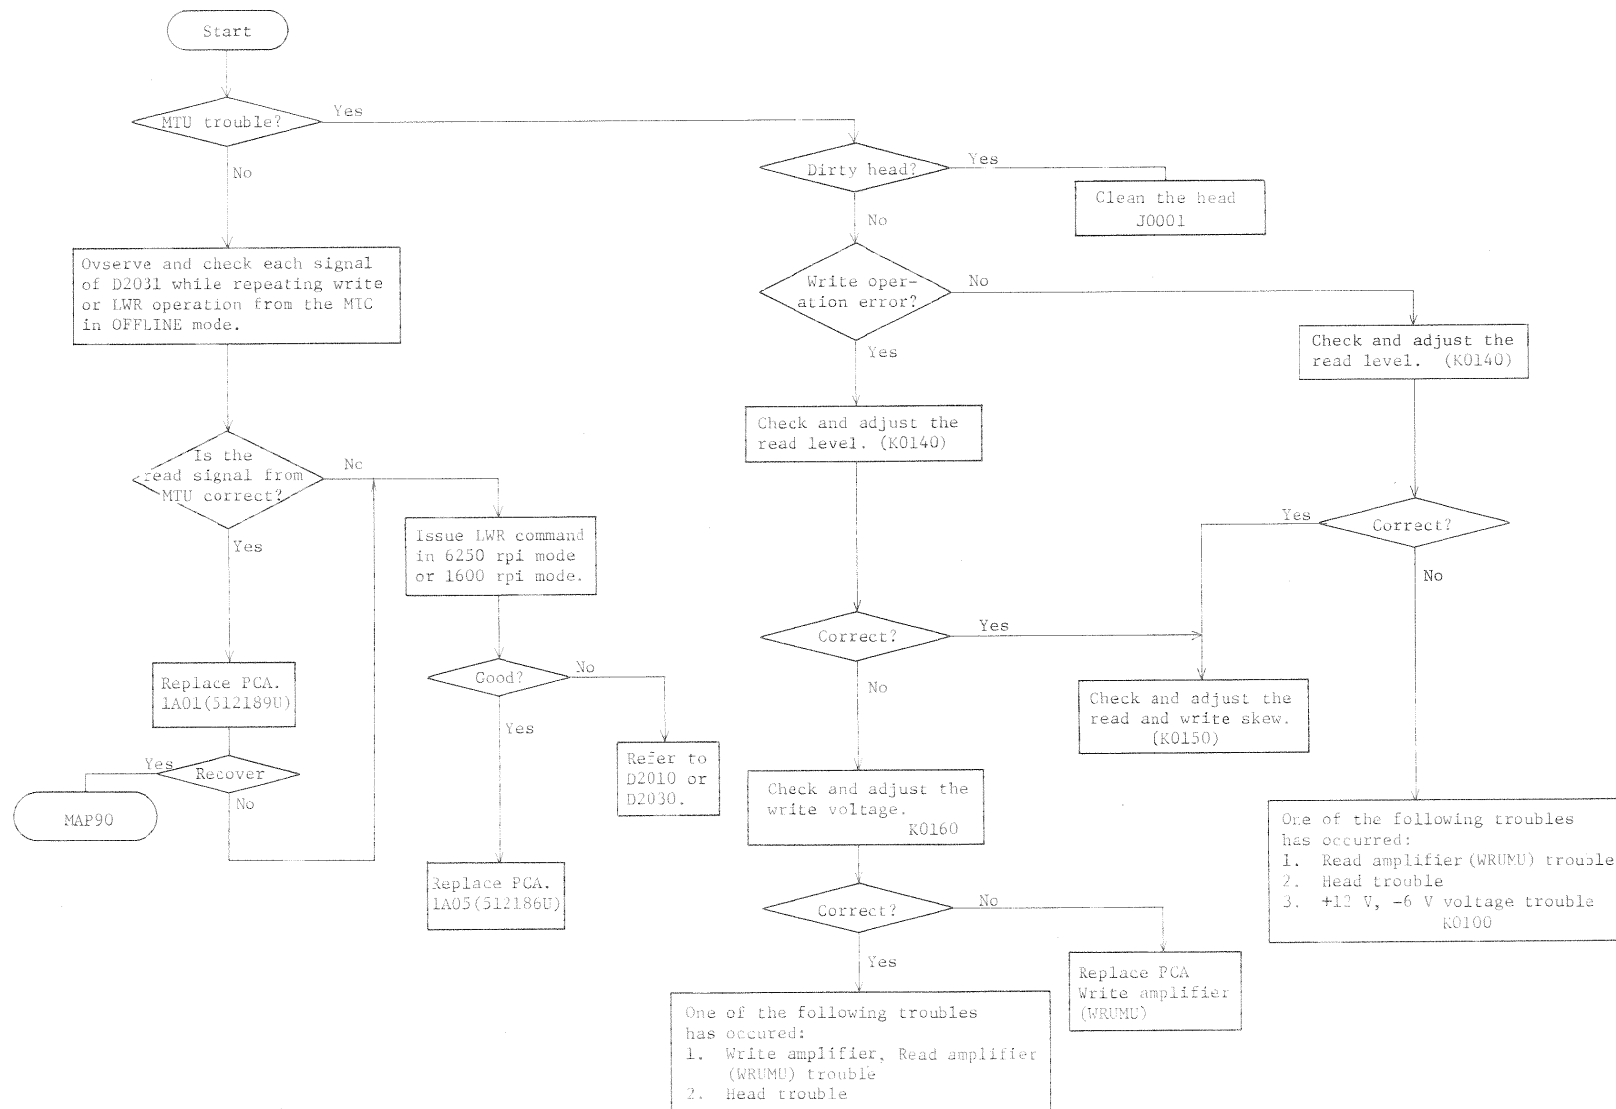 Start
MTU trouble?
Yes
No
Dirty head?
Yes
Clean the head
J0001
No
Ovserve and check each signal
of D2031 while repeating write
or LWR operation from the MTC
in OFFLINE mode.
Write oper-
ation error?
No
Yes
Check and adjust the
read level. (K0140)
Check and adjust the
read level. (K0140)
Is the
read signal from
MTU correct?
Nc
Yes
Issue LWR command
in 6250 rpi mode
or 1600 rpi mode.
Yes
Correct?
No
Correct?
Yes
No
Replace PCA.
1A01(512189U)
Good?
No
Yes
Check and adjust the
read and write skew.
(K0150)
Yes
Recover
No
MAP90
Refer to
D2010 or
D2030.
Check and adjust the
write voltage.
K0160
One of the following troubles
has occurred:
1. Read amplifier (WRUMU) trouble
2. Head trouble
3. +12 V, -6 V voltage trouble
K0100
Replace PCA.
1A05(512186U)
Correct?
No
Yes
Replace PCA
Write amplifier
(WRUMU)
One of the following troubles
has occured:
1. Write amplifier, Read amplifier
(WRUMU) trouble
2. Head trouble